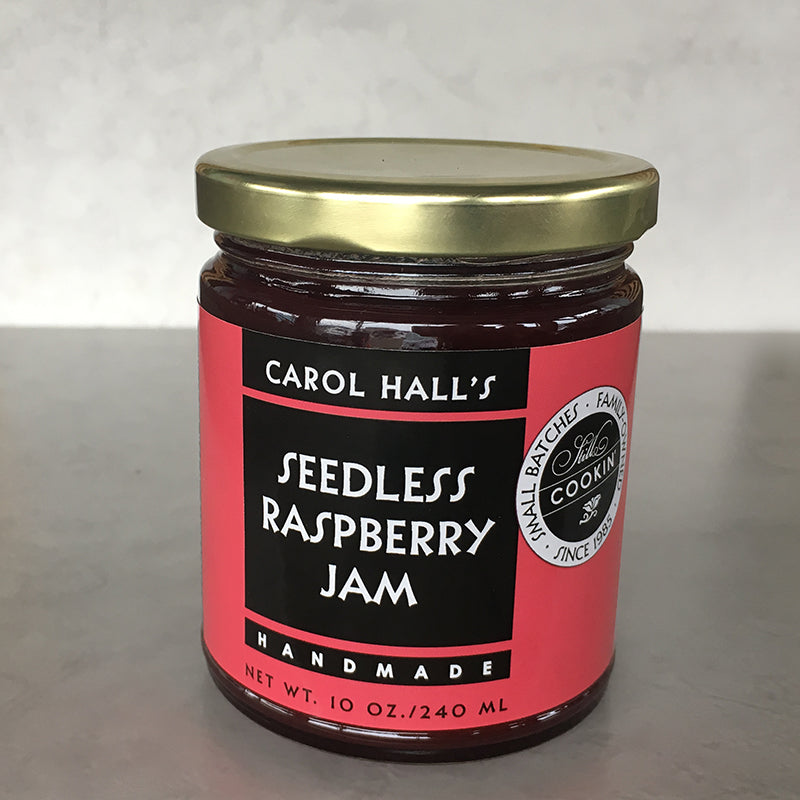 CAROL HALL'S
SEEDLESS
RASPBERRY
JAM
HANDMADE
NET WT. 10 OZ./240 ML
SMALL BATCHES · FAMILY-OWNED · SINCE 1985 ·
Still
COOKIN'